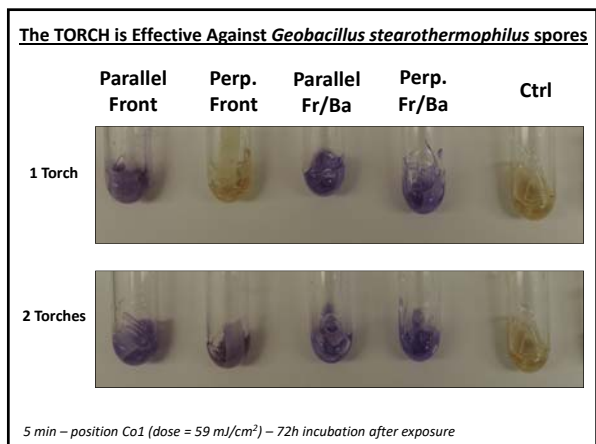 The TORCH is Effective Against Geobacillus stearothermophilus spores
Parallel Front
Perp. Front
Parallel Fr/Ba
Perp. Fr/Ba
Ctrl
1 Torch
2 Torches
5 min – position Co1 (dose = 59 mJ/cm²) – 72h incubation after exposure